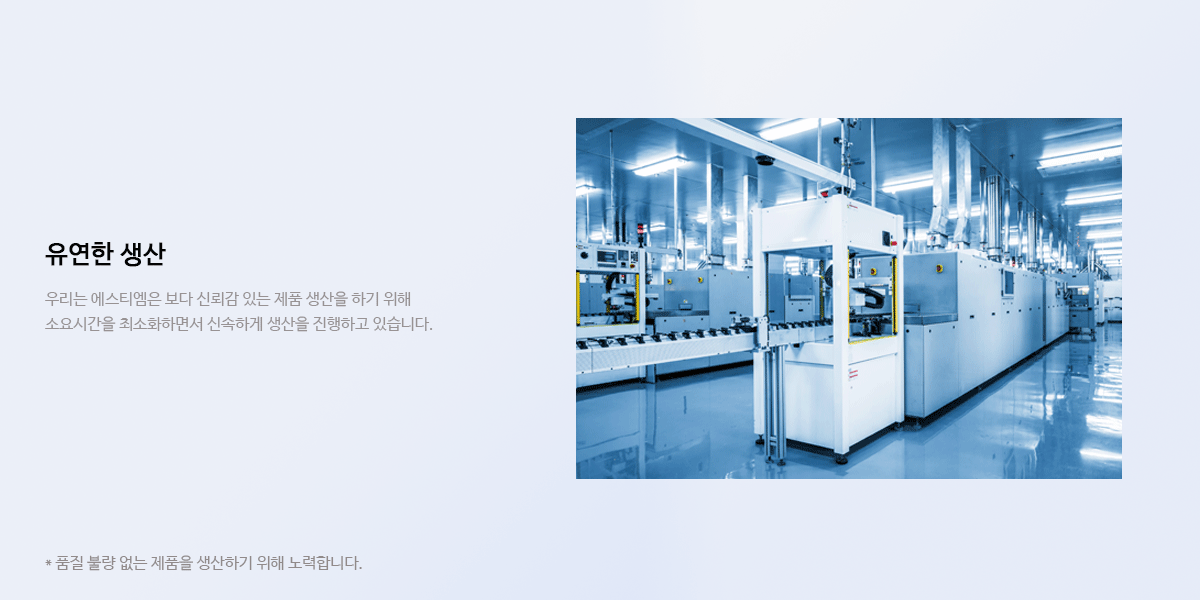 유연한 생산
우리는 에스티엠은 보다 신뢰감 있는 제품 생산을 하기 위해
소요시간을 최소화하면서 신속하게 생산을 진행하고 있습니다.
* 품질 불량 없는 제품을 생산하기 위해 노력합니다.